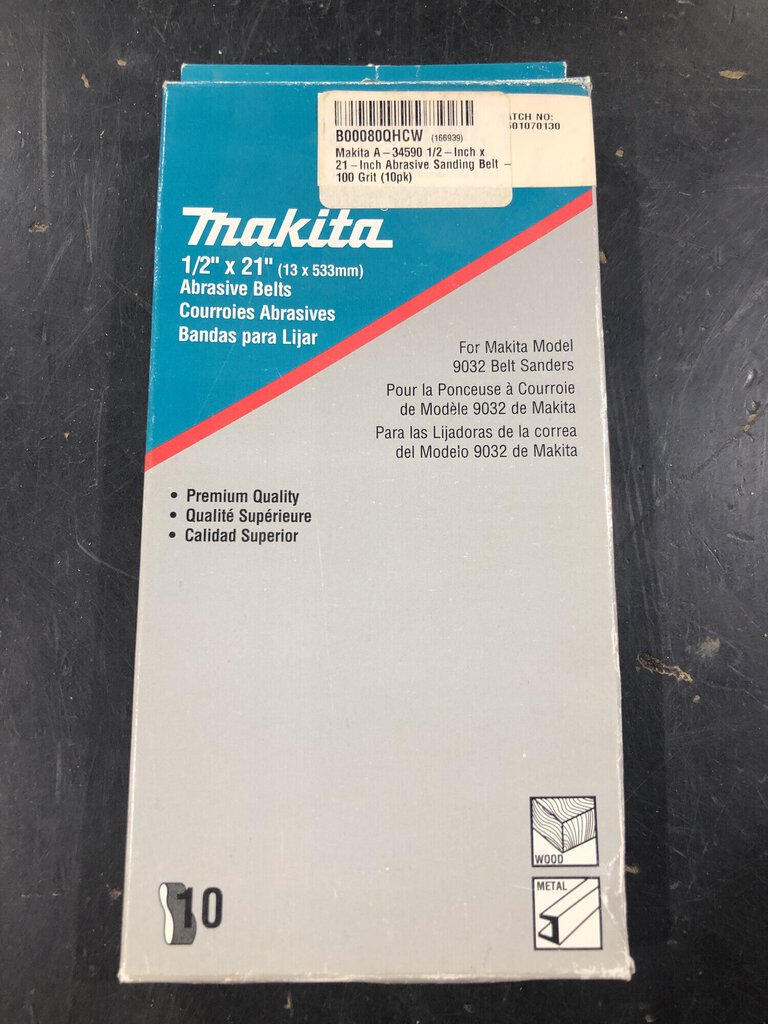 B00080QHCW (166939)
Makita A-34590 1/2-Inch x
21-Inch Abrasive Sanding Belt -
100 Grit (10pk)
ATCH NO:
601070130
Makita
1/2" x 21" (13 x 533mm)
Abrasive Belts
Courroies Abrasives
Bandas para Lijar
For Makita Model
9032 Belt Sanders
Pour la Ponceuse à Courroie
de Modèle 9032 de Makita
Para las Lijadoras de la correa
del Modelo 9032 de Makita
• Premium Quality
• Qualité Supérieure
• Calidad Superior
WOOD
METAL
10